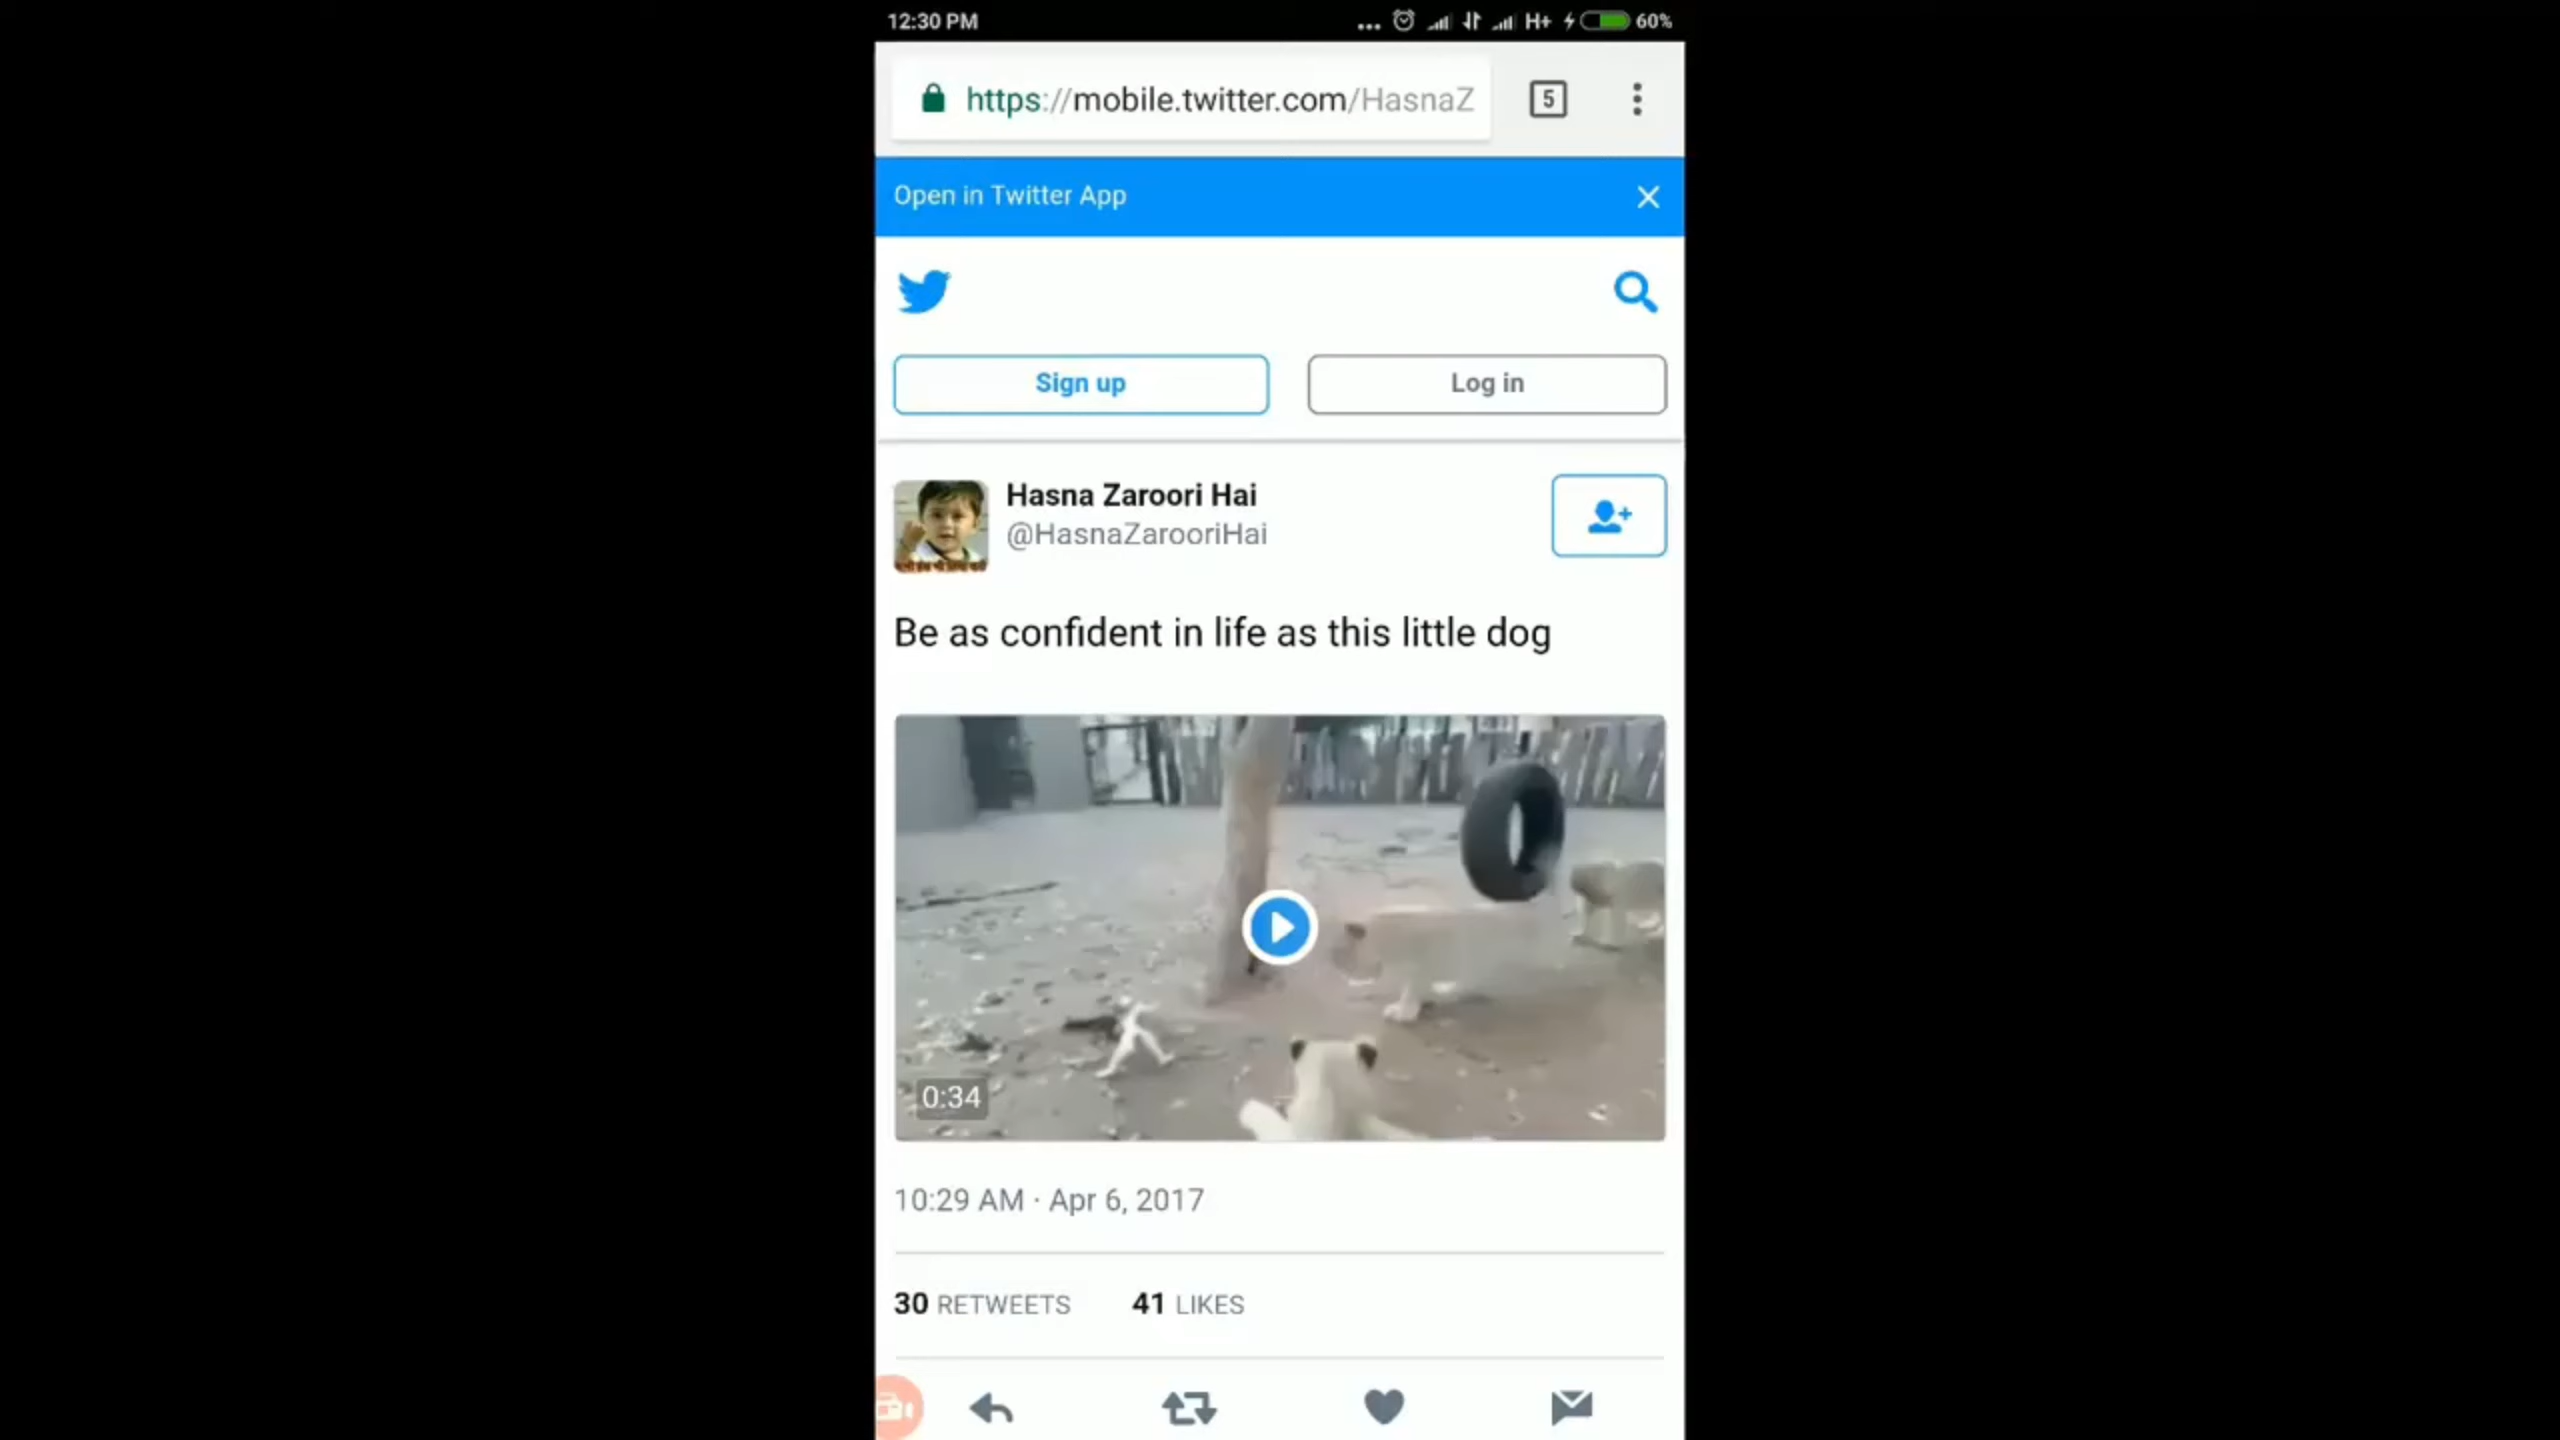 12:30 PM
... H+ 60%
https://mobile.twitter.com/HasnaZ
5
Open in Twitter App
Sign up
Log in
Hasna Zaroori Hai
@HasnaZarooriHai
Be as confident in life as this little dog
0:34
10:29 AM · Apr 6, 2017
30 RETWEETS 41 LIKES